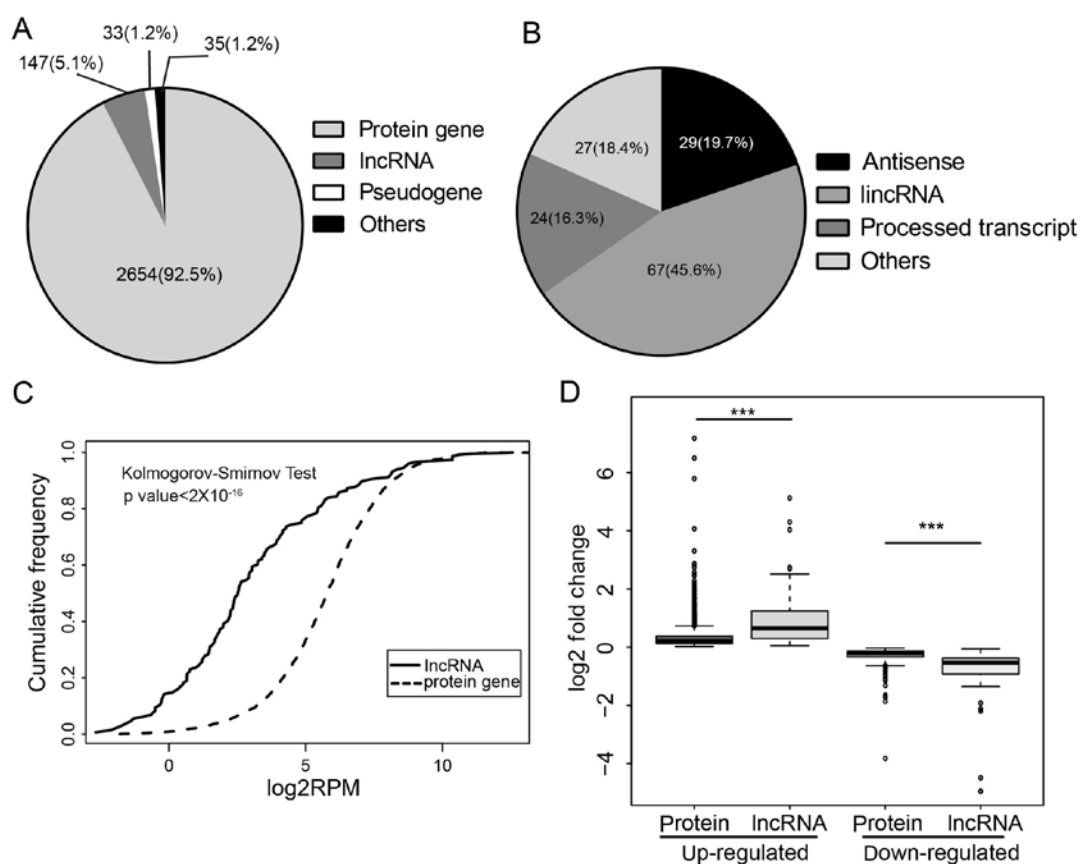 A
33(1.2%)
35(1.2%)
147(5.1%)
2654(92.5%)
Protein gene
lncRNA
Pseudogene
Others
B
29(19.7%)
27(18.4%)
24(16.3%)
67(45.6%)
Antisense
lincRNA
Processed transcript
Others
C
Kolmogorov-Smirnov Test
p value<2X10⁻¹⁶
Cumulative frequency
1.0
0.8
0.6
0.4
0.2
0.0
lncRNA
protein gene
0 5 10
log2RPM
D
***
***
log2 fold change
6
4
2
0
−2
−4
Protein lncRNA Protein lncRNA
Up-regulated Down-regulated